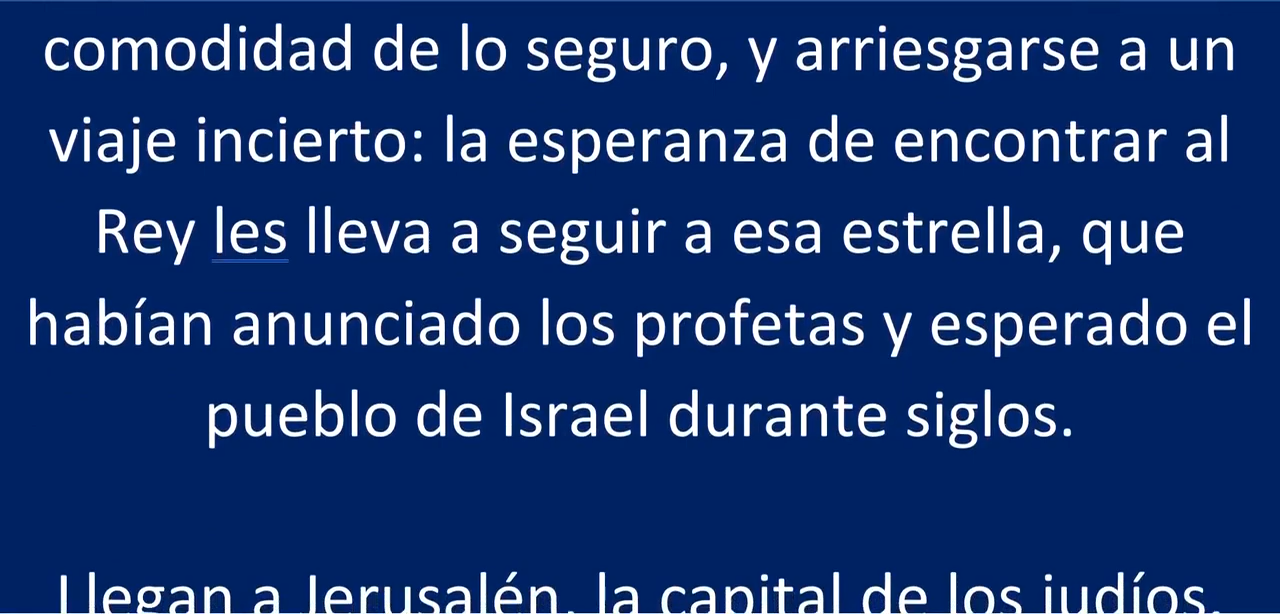 comodidad de lo seguro, y arriesgarse a un
viaje incierto: la esperanza de encontrar al
Rey les lleva a seguir a esa estrella, que
habían anunciado los profetas y esperado el
pueblo de Israel durante siglos.
Llegan a Jerusalén, la capital de los judíos,